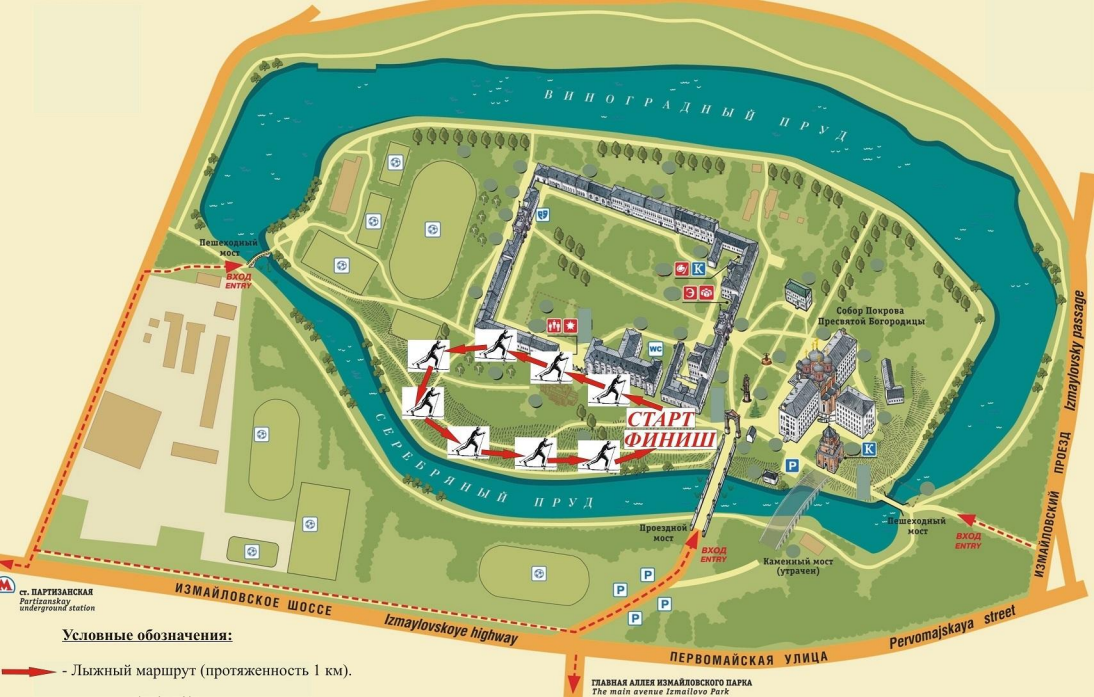 ВИНОГРАДНЫЙ ПРУД
Пешеходный
мост
ВХОД
ENTRY
К
Э
Собор Покрова
Пресвятой Богородицы
WC
СТАРТ
ФИНИШ
СЕРЕБРЯНЫЙ ПРУД
К
P
Проездной
мост
ВХОД
ENTRY
Пешеходный
мост
ВХОД
ENTRY
Каменный мост
(утрачен)
P
P
P
P
ИЗМАЙЛОВСКИЙ ПРОЕЗД
Izmaylovsky passage
М
ст. ПАРТИЗАНСКАЯ
Partizanskay
underground station
ИЗМАЙЛОВСКОЕ ШОССЕ
Izmaylovskoye highway
ПЕРВОМАЙСКАЯ УЛИЦА
Pervomajskaya street
Условные обозначения:
- Лыжный маршрут (протяженность 1 км).
ГЛАВНАЯ АЛЛЕЯ ИЗМАЙЛОВСКОГО ПАРКА
The main avenue Izmailovo Park